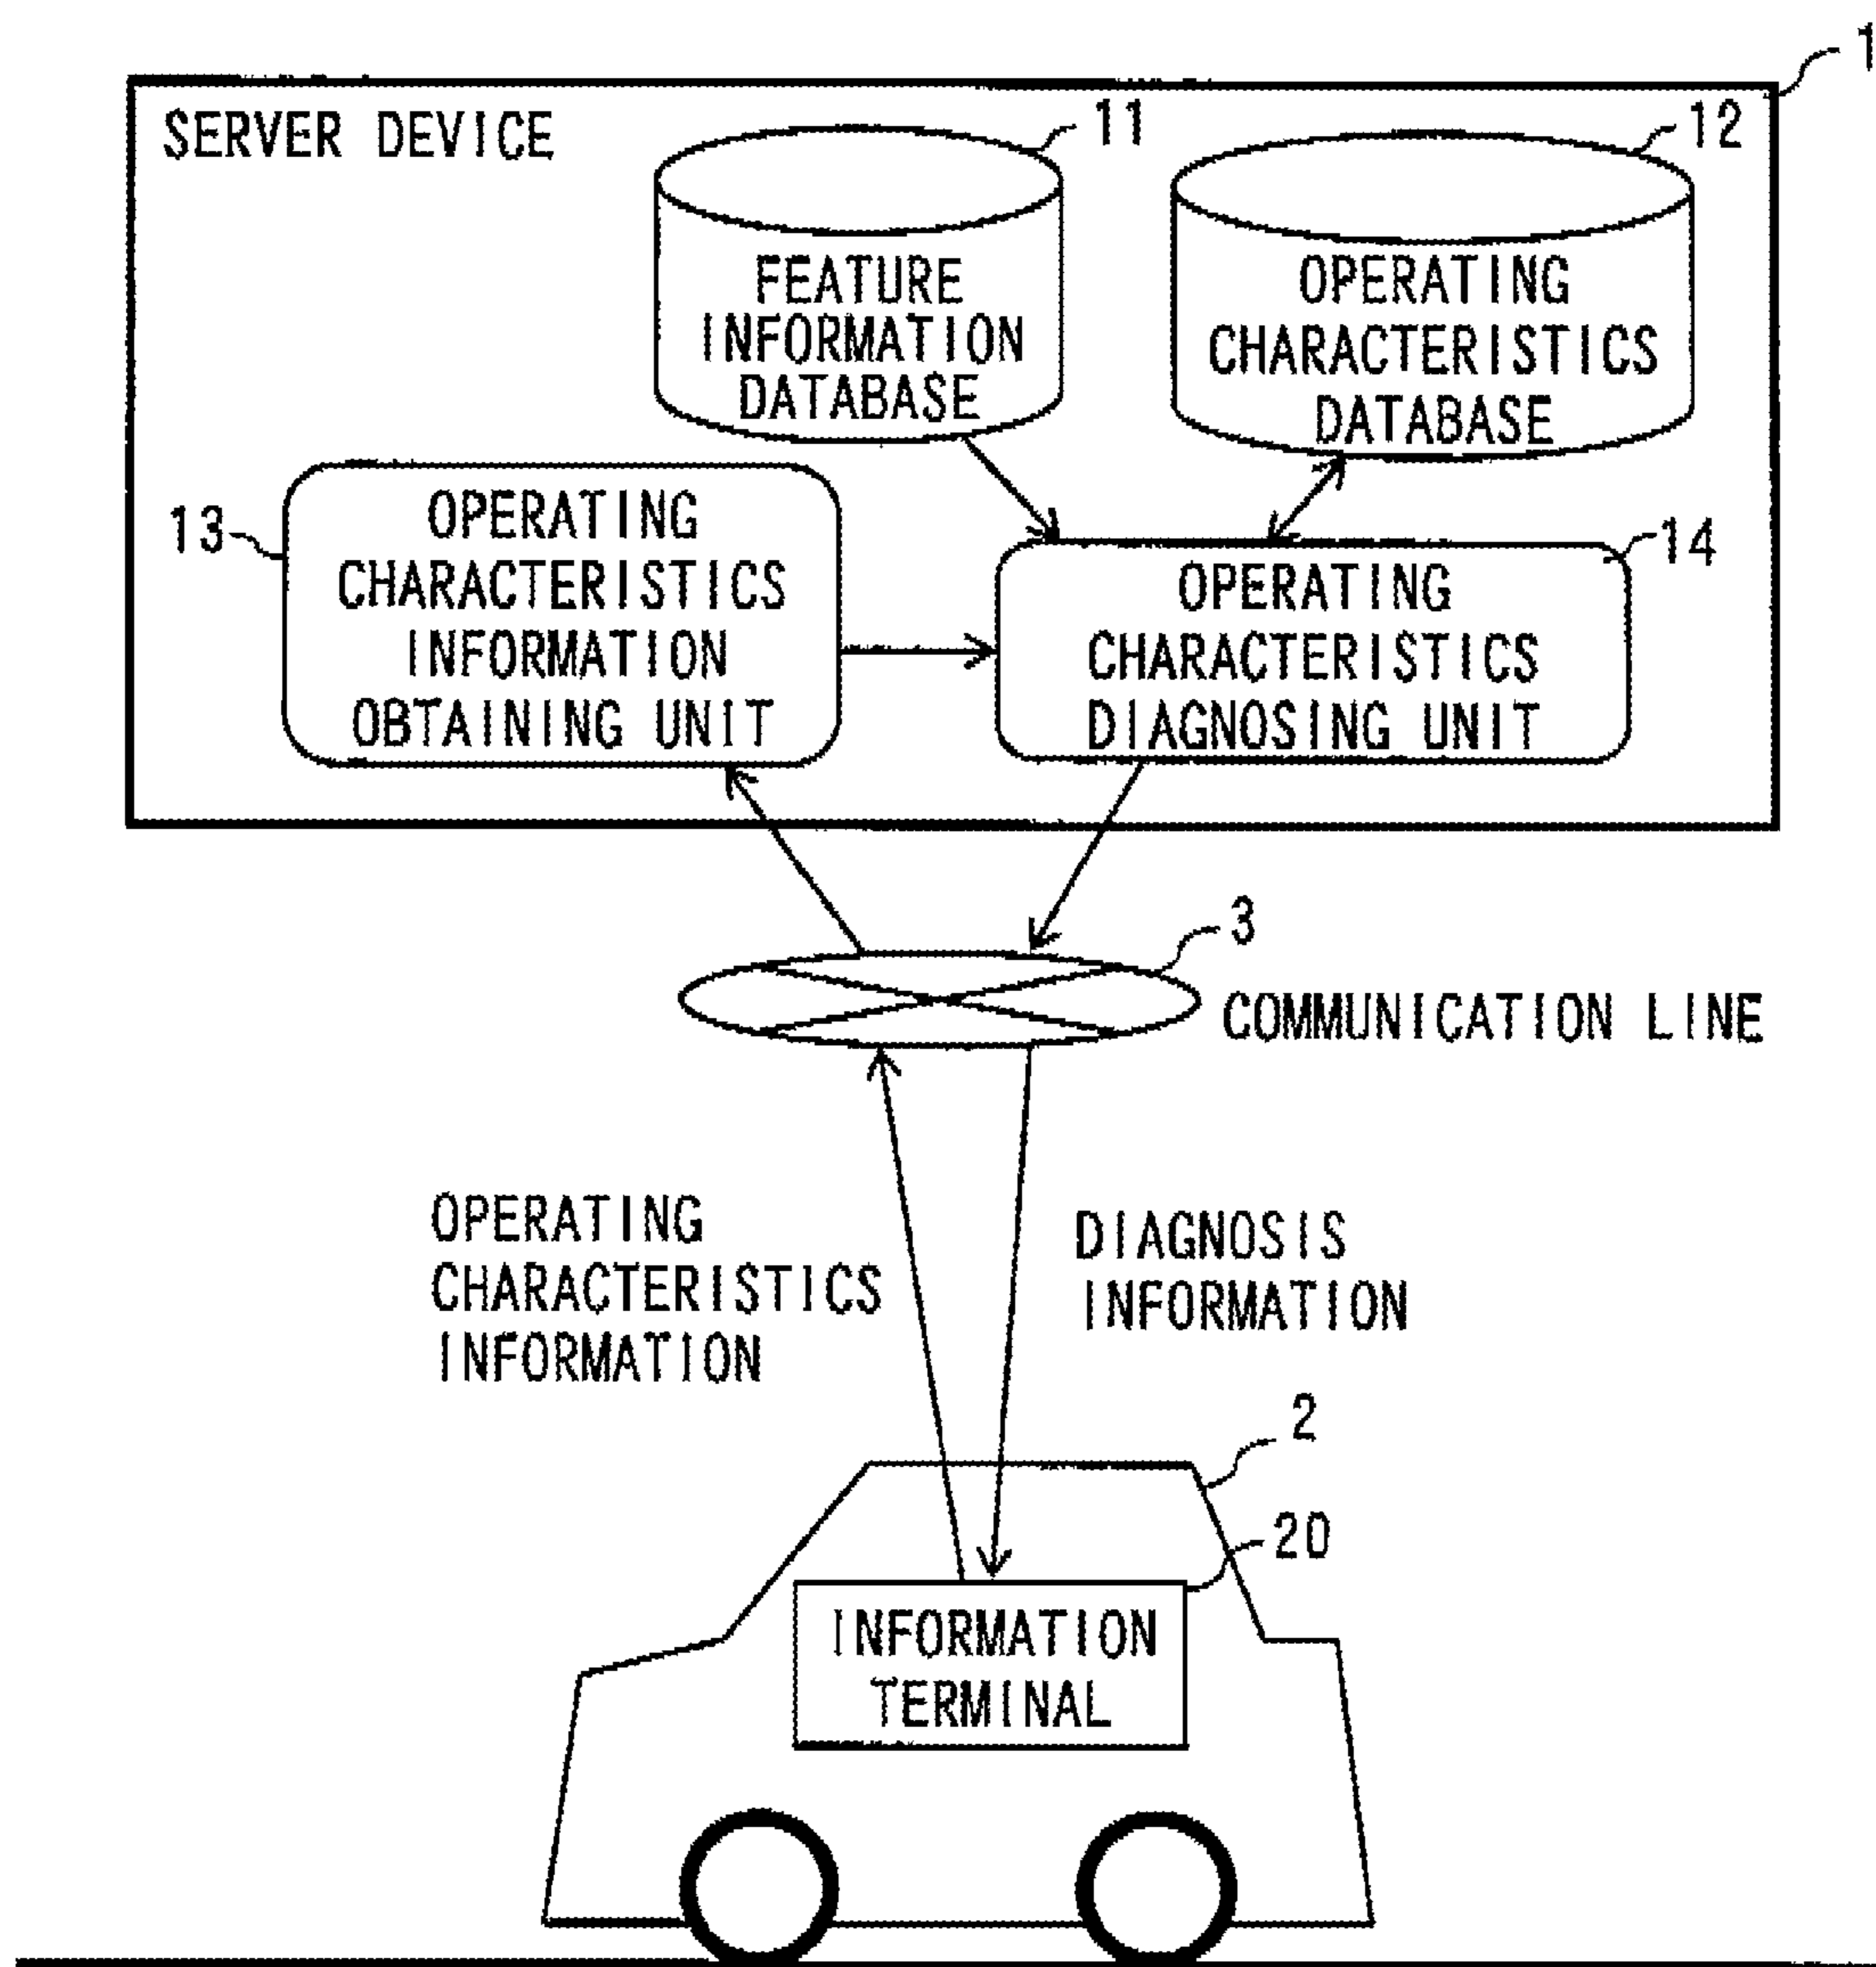 1
SERVER DEVICE
11
12
FEATURE
INFORMATION
DATABASE
OPERATING
CHARACTERISTICS
DATABASE
13
OPERATING
CHARACTERISTICS
INFORMATION
OBTAINING UNIT
14
OPERATING
CHARACTERISTICS
DIAGNOSING UNIT
3
COMMUNICATION LINE
OPERATING
CHARACTERISTICS
INFORMATION
DIAGNOSIS
INFORMATION
2
20
INFORMATION
TERMINAL